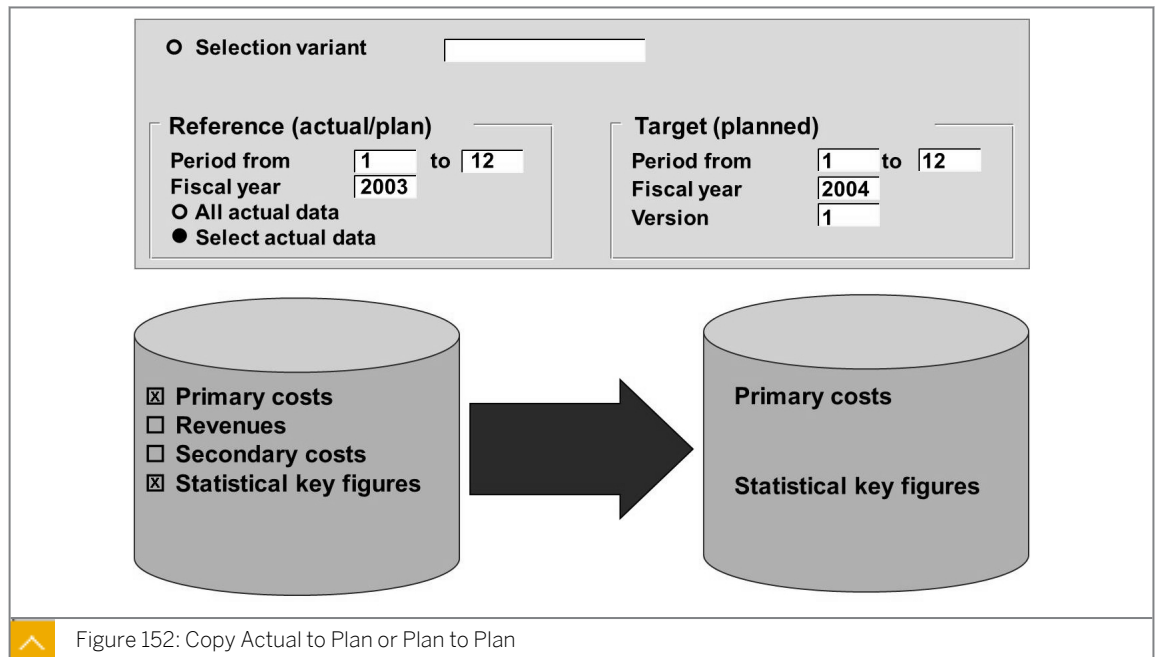 Selection variant
Reference (actual/plan)
Period from 1 to 12
Fiscal year 2003
All actual data
Select actual data
Target (planned)
Period from 1 to 12
Fiscal year 2004
Version 1
Primary costs
Revenues
Secondary costs
Statistical key figures
Primary costs
Statistical key figures
Figure 152: Copy Actual to Plan or Plan to Plan